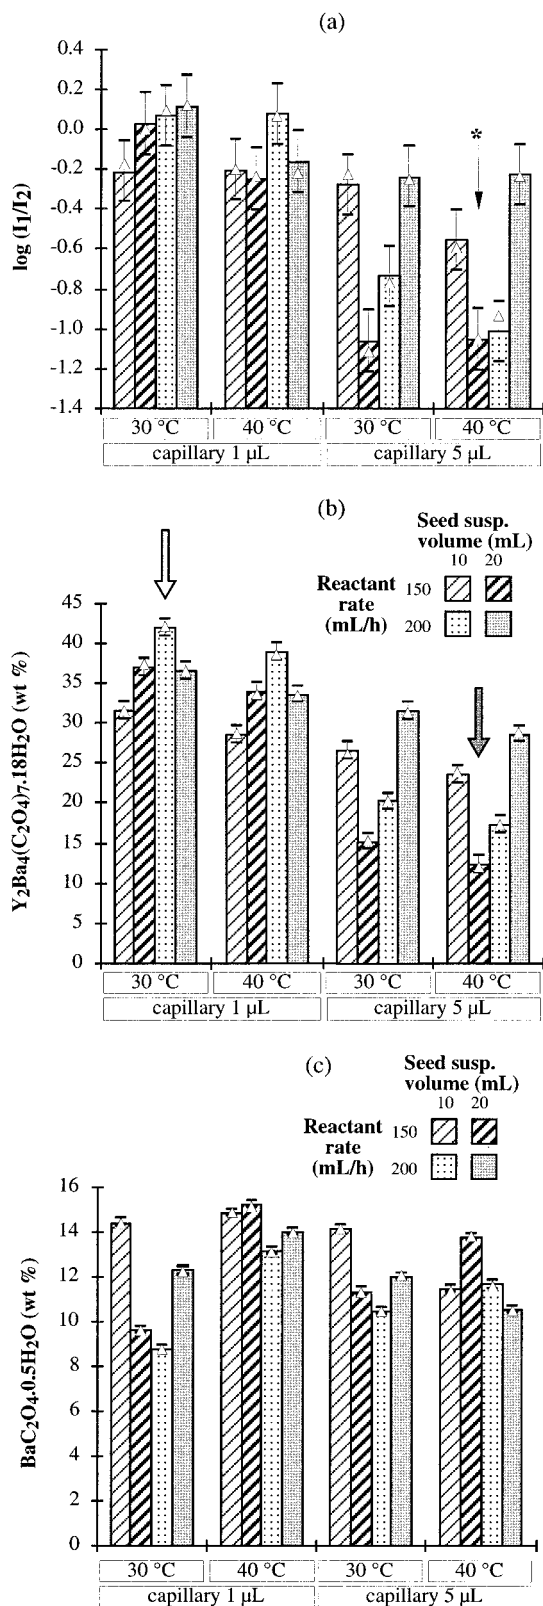 (a)
0.4
0.2
0.0
-0.2
-0.4
-0.6
-0.8
-1.0
-1.2
-1.4
log (I1/I2)
*
30 °C
40 °C
30 °C
40 °C
capillary 1 µL
capillary 5 µL
(b)
Seed susp.
volume (mL)
10 20
Reactant
rate
(mL/h)
150
200
45
40
35
30
25
20
15
10
5
0
Y2Ba4(C2O4)7.18H2O (wt %)
30 °C
40 °C
30 °C
40 °C
capillary 1 µL
capillary 5 µL
(c)
Seed susp.
volume (mL)
10 20
Reactant
rate
(mL/h)
150
200
16
14
12
10
8
6
4
2
0
BaC2O4.0.5H2O (wt %)
30 °C
40 °C
30 °C
40 °C
capillary 1 µL
capillary 5 µL